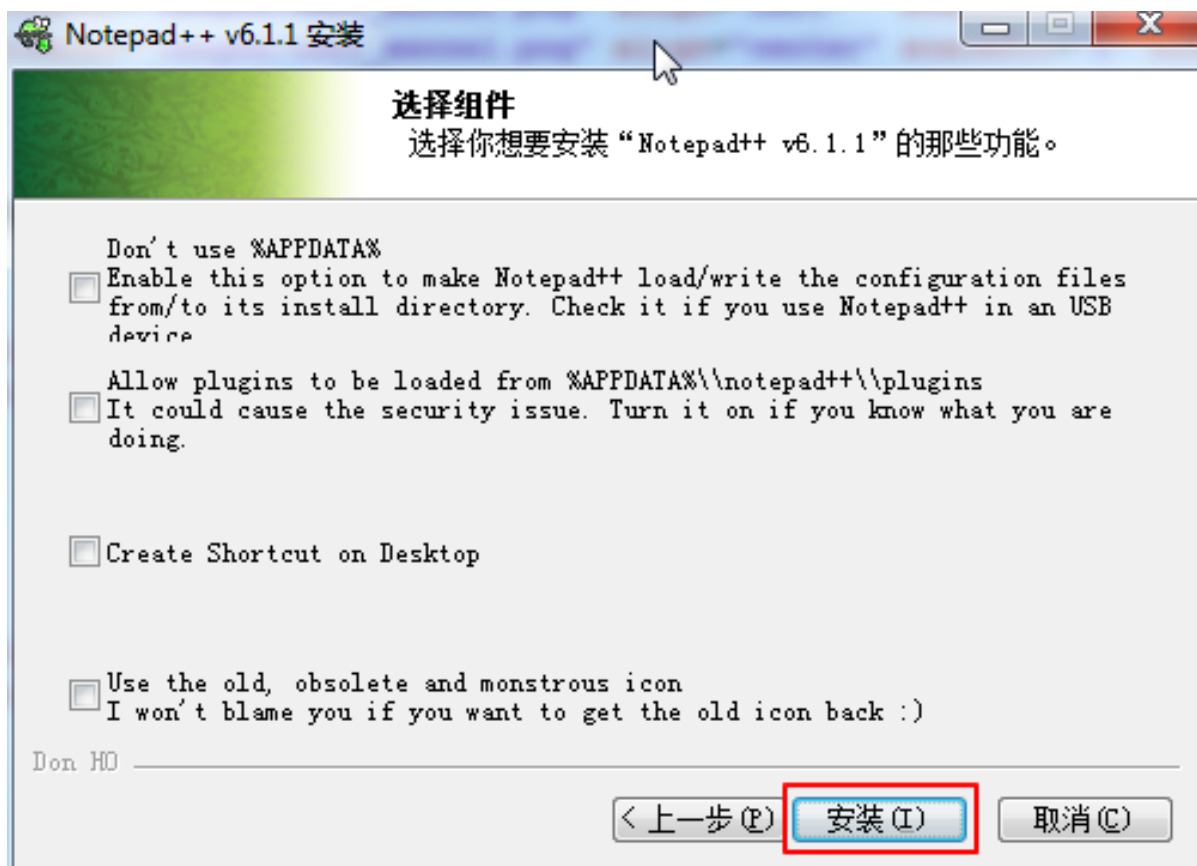 Notepad++ v6.1.1 安装
选择组件
选择你想要安装“Notepad++ v6.1.1”的那些功能。
Don't use %APPDATA%
Enable this option to make Notepad++ load/write the configuration files
from/to its install directory. Check it if you use Notepad++ in an USB
device
Allow plugins to be loaded from %APPDATA%\\notepad++\\plugins
It could cause the security issue. Turn it on if you know what you are
doing.
Create Shortcut on Desktop
Use the old, obsolete and monstrous icon
I won't blame you if you want to get the old icon back :)
Don HO
< 上一步(P) 安装(I) 取消(C)